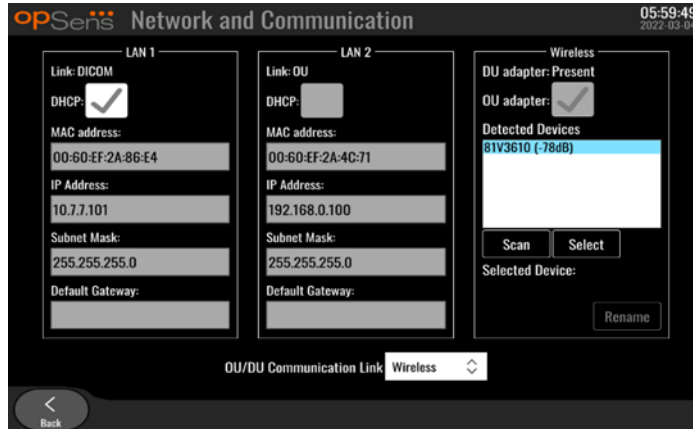 opSens Network and Communication
05:59:49
2022-03-04
LAN 1
Link: DICOM
DHCP:
MAC address:
00:60:EF:2A:86:E4
IP Address:
10.7.7.101
Subnet Mask:
255.255.255.0
Default Gateway:
LAN 2
Link: OU
DHCP:
MAC address:
00:60:EF:2A:4C:71
IP Address:
192.168.0.100
Subnet Mask:
255.255.255.0
Default Gateway:
Wireless
DU adapter: Present
OU adapter:
Detected Devices
81V3610 (-78dB)
Scan Select
Selected Device:
Rename
OU/DU Communication Link Wireless
Back